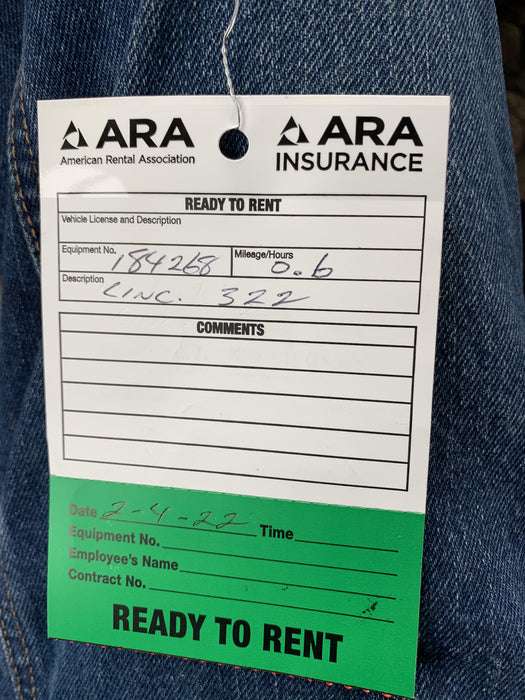 ARA
American Rental Association
ARA
INSURANCE
READY TO RENT
Vehicle License and Description
Equipment No. 184268 Mileage/Hours 0.6
Description LINC. 322
COMMENTS
Date 2-4-22 Time
Equipment No.
Employee's Name
Contract No.
READY TO RENT